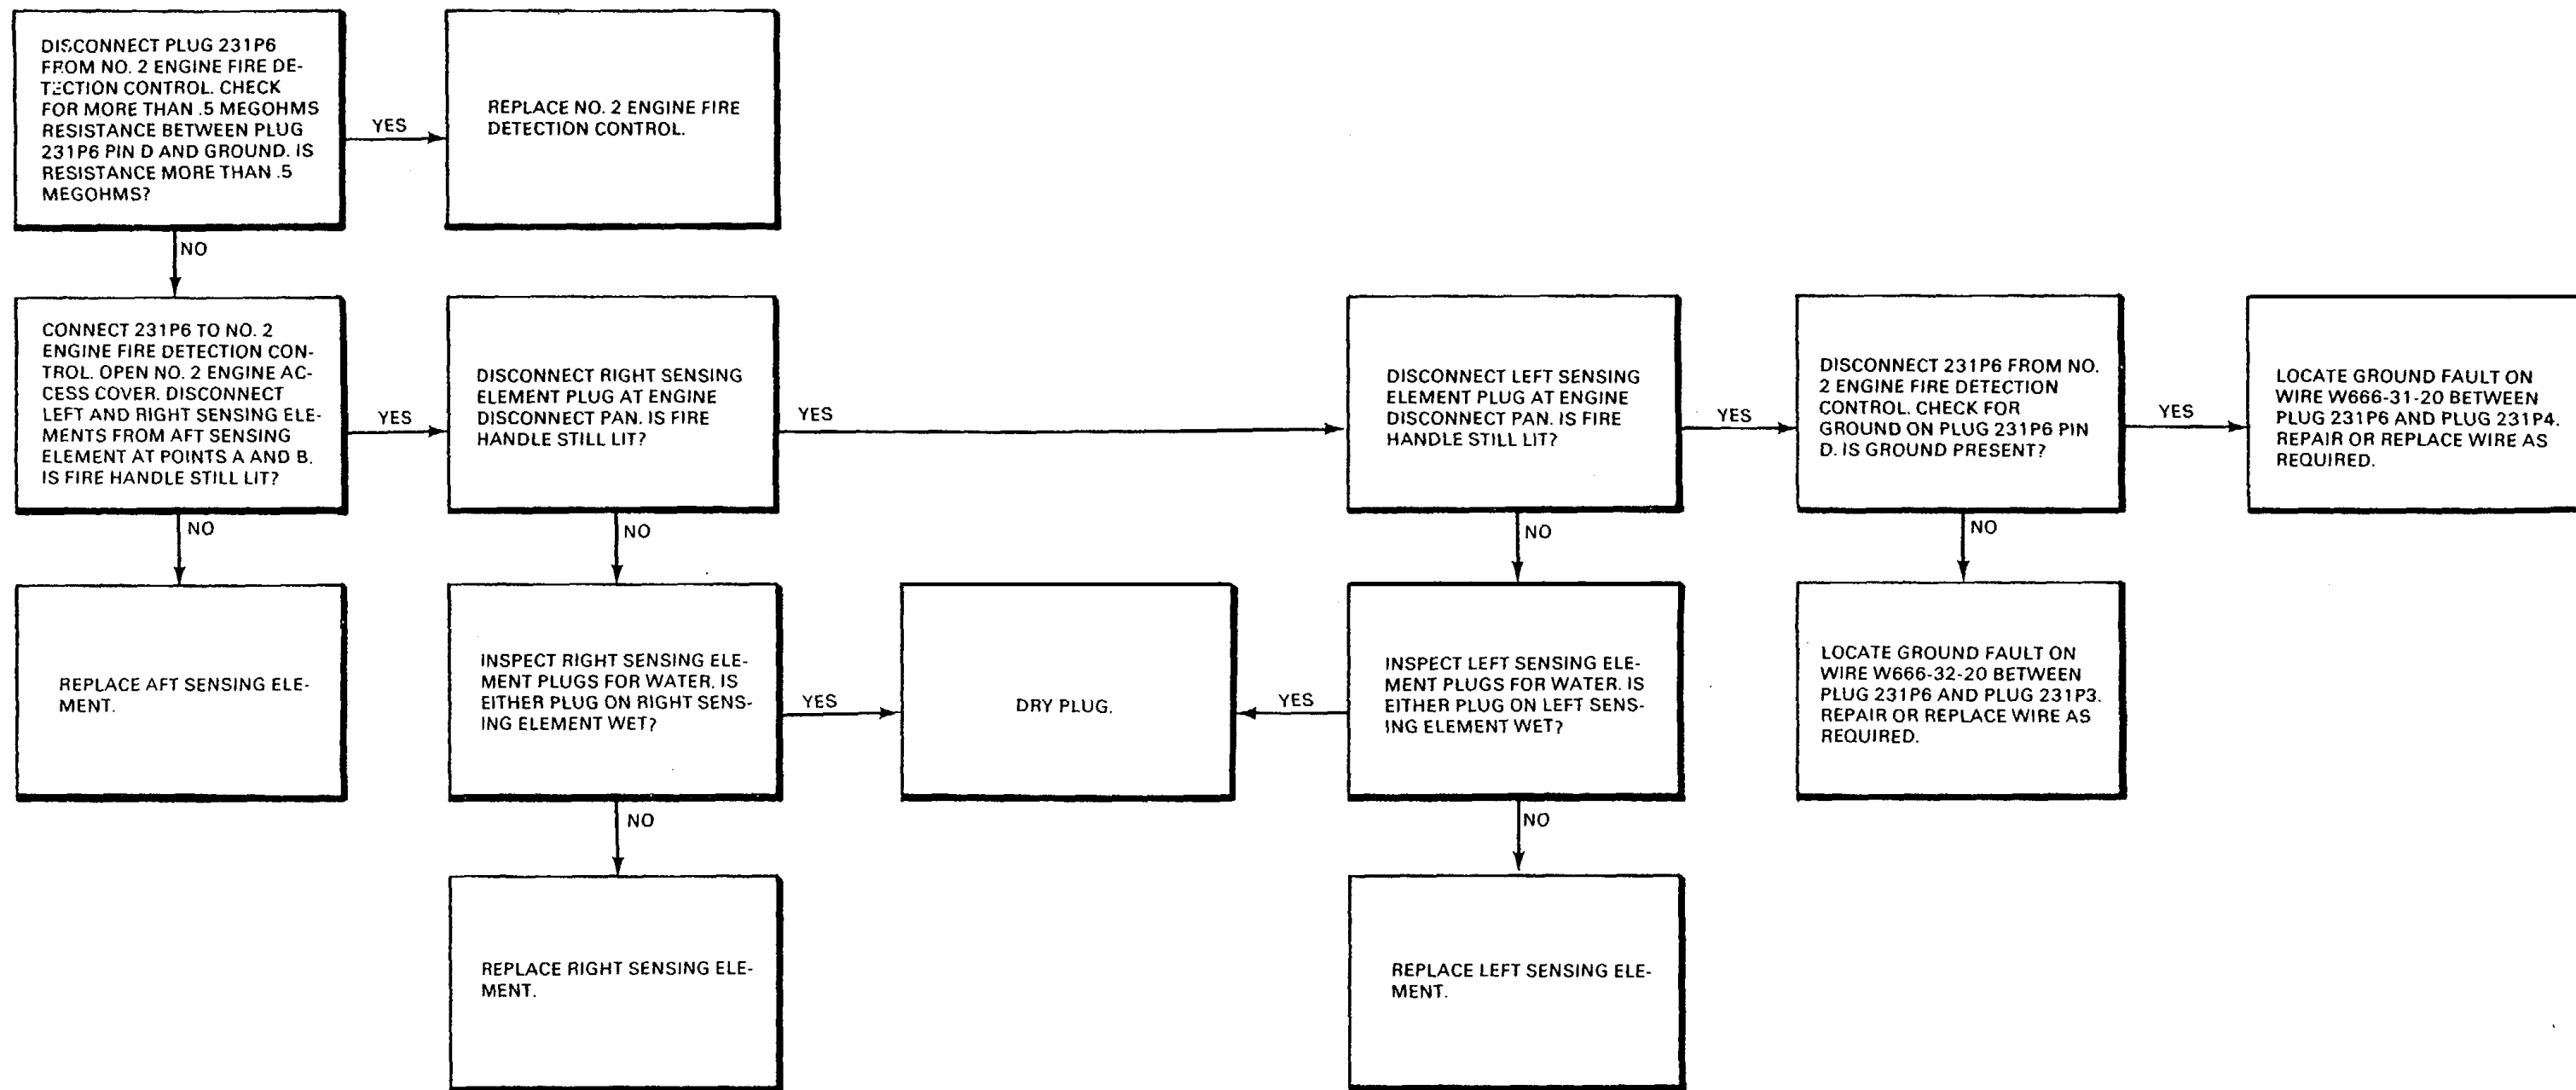 DISCONNECT PLUG 231P6
FROM NO. 2 ENGINE FIRE DE-
TECTION CONTROL. CHECK
FOR MORE THAN .5 MEGOHMS
RESISTANCE BETWEEN PLUG
231P6 PIN D AND GROUND. IS
RESISTANCE MORE THAN .5
MEGOHMS?
YES
REPLACE NO. 2 ENGINE FIRE
DETECTION CONTROL.
NO
CONNECT 231P6 TO NO. 2
ENGINE FIRE DETECTION CON-
TROL. OPEN NO. 2 ENGINE AC-
CESS COVER. DISCONNECT
LEFT AND RIGHT SENSING ELE-
MENTS FROM AFT SENSING
ELEMENT AT POINTS A AND B.
IS FIRE HANDLE STILL LIT?
YES
DISCONNECT RIGHT SENSING
ELEMENT PLUG AT ENGINE
DISCONNECT PAN. IS FIRE
HANDLE STILL LIT?
YES
DISCONNECT LEFT SENSING
ELEMENT PLUG AT ENGINE
DISCONNECT PAN. IS FIRE
HANDLE STILL LIT?
YES
DISCONNECT 231P6 FROM NO.
2 ENGINE FIRE DETECTION
CONTROL. CHECK FOR
GROUND ON PLUG 231P6 PIN
D. IS GROUND PRESENT?
YES
LOCATE GROUND FAULT ON
WIRE W666-31-20 BETWEEN
PLUG 231P6 AND PLUG 231P4.
REPAIR OR REPLACE WIRE AS
REQUIRED.
NO
NO
NO
NO
REPLACE AFT SENSING ELE-
MENT.
INSPECT RIGHT SENSING ELE-
MENT PLUGS FOR WATER. IS
EITHER PLUG ON RIGHT SENS-
ING ELEMENT WET?
YES
DRY PLUG.
YES
INSPECT LEFT SENSING ELE-
MENT PLUGS FOR WATER. IS
EITHER PLUG ON LEFT SENS-
ING ELEMENT WET?
LOCATE GROUND FAULT ON
WIRE W666-32-20 BETWEEN
PLUG 231P6 AND PLUG 231P3.
REPAIR OR REPLACE WIRE AS
REQUIRED.
NO
NO
REPLACE RIGHT SENSING ELE-
MENT.
REPLACE LEFT SENSING ELE-
MENT.